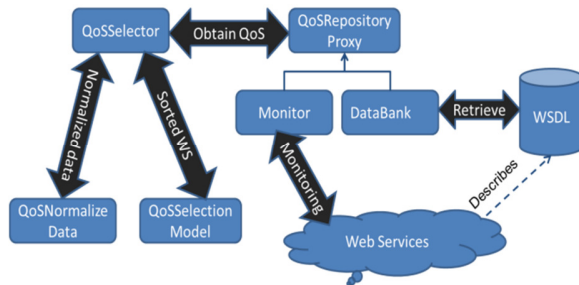 QoSSelector
Obtain QoS
QoSRepository
Proxy
Normalized data
Sorted WS
Monitor
DataBank
Retrieve
WSDL
Monitoring
Describes
QoSNormalize
Data
QoSSelection
Model
Web Services